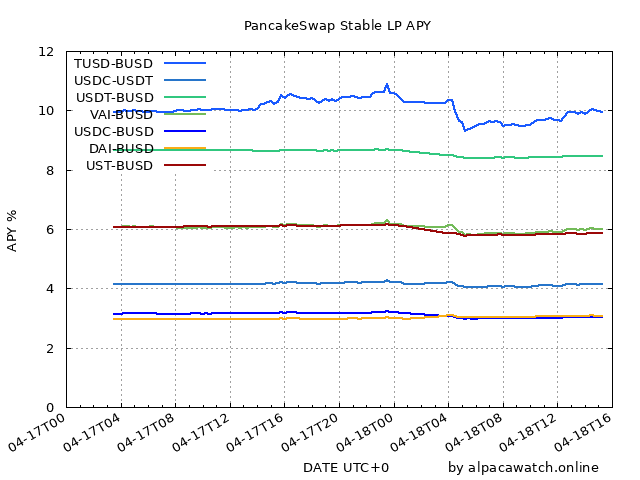 PancakeSwap Stable LP APY
12
10
8
6
4
2
0
APY %
TUSD-BUSD
USDC-USDT
USDT-BUSD
VAI-BUSD
USDC-BUSD
DAI-BUSD
UST-BUSD
04-17T00
04-17T04
04-17T08
04-17T12
04-17T16
04-17T20
04-18T00
04-18T04
04-18T08
04-18T12
04-18T16
DATE UTC+0
by alpacawatch.online